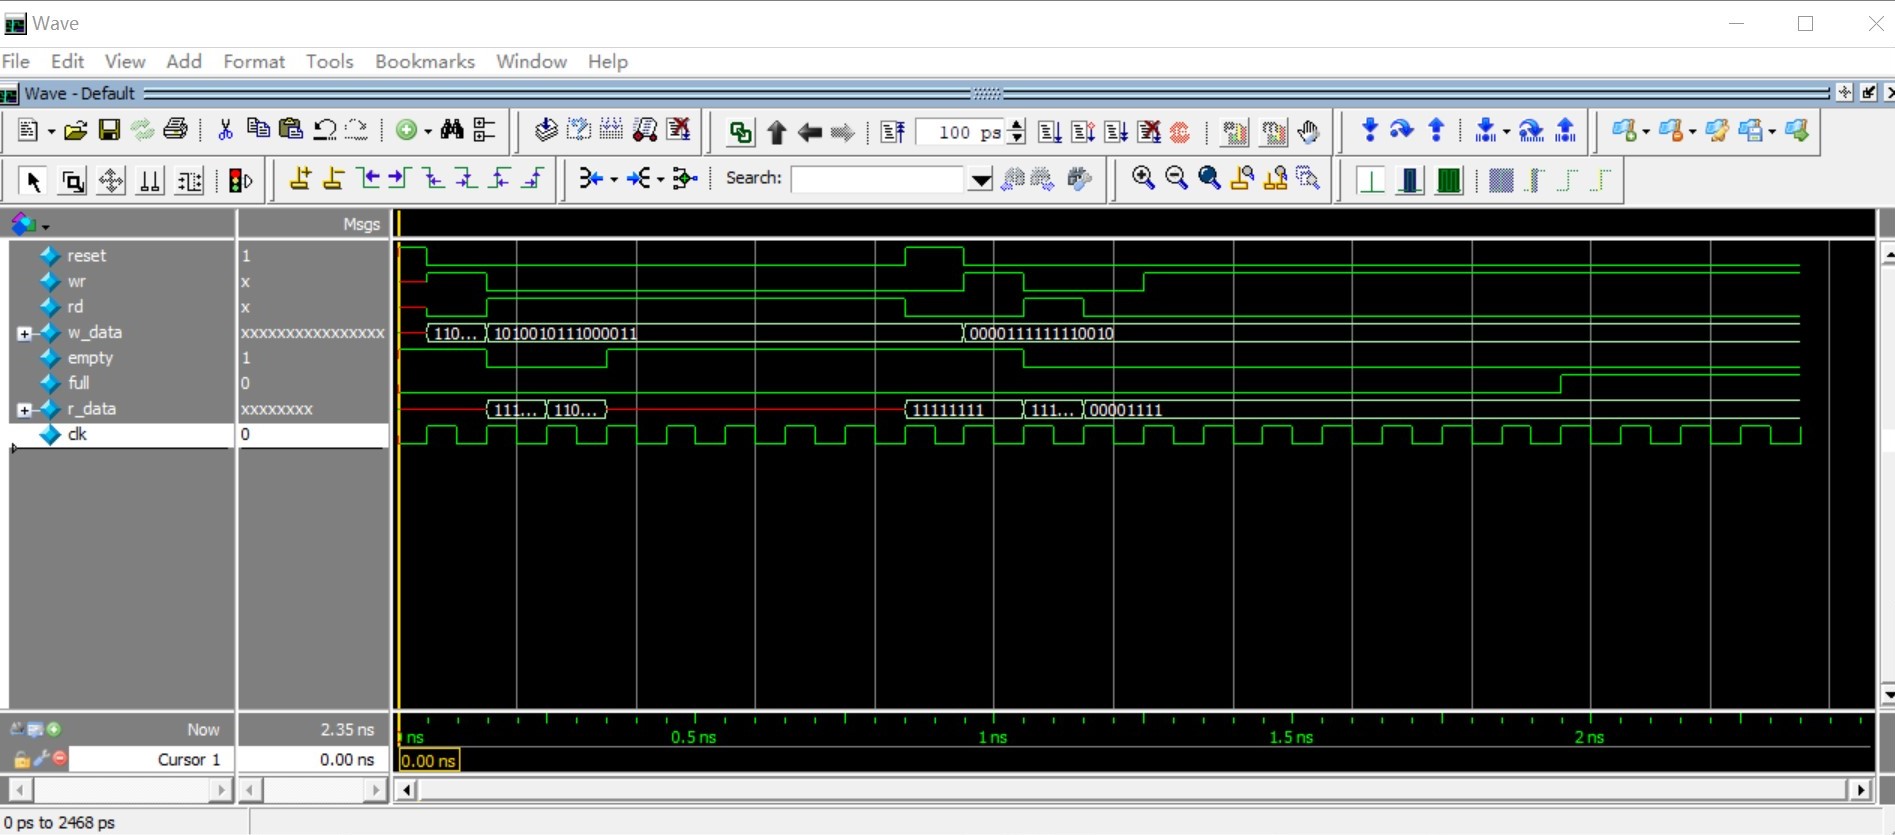 Wave
File Edit View Add Format Tools Bookmarks Window Help
Wave - Default
100 ps
Search:
Msgs
reset 1
wr x
rd x
w_data xxxxxxxxxxxxxxxx 110... 1010010111000011 0000111111110010
empty 1
full 0
r_data xxxxxxxx 111... 110... 11111111 111... 00001111
clk 0
Now 2.35 ns ns 0.5 ns 1 ns 1.5 ns 2 ns
Cursor 1 0.00 ns 0.00 ns
0 ps to 2468 ps